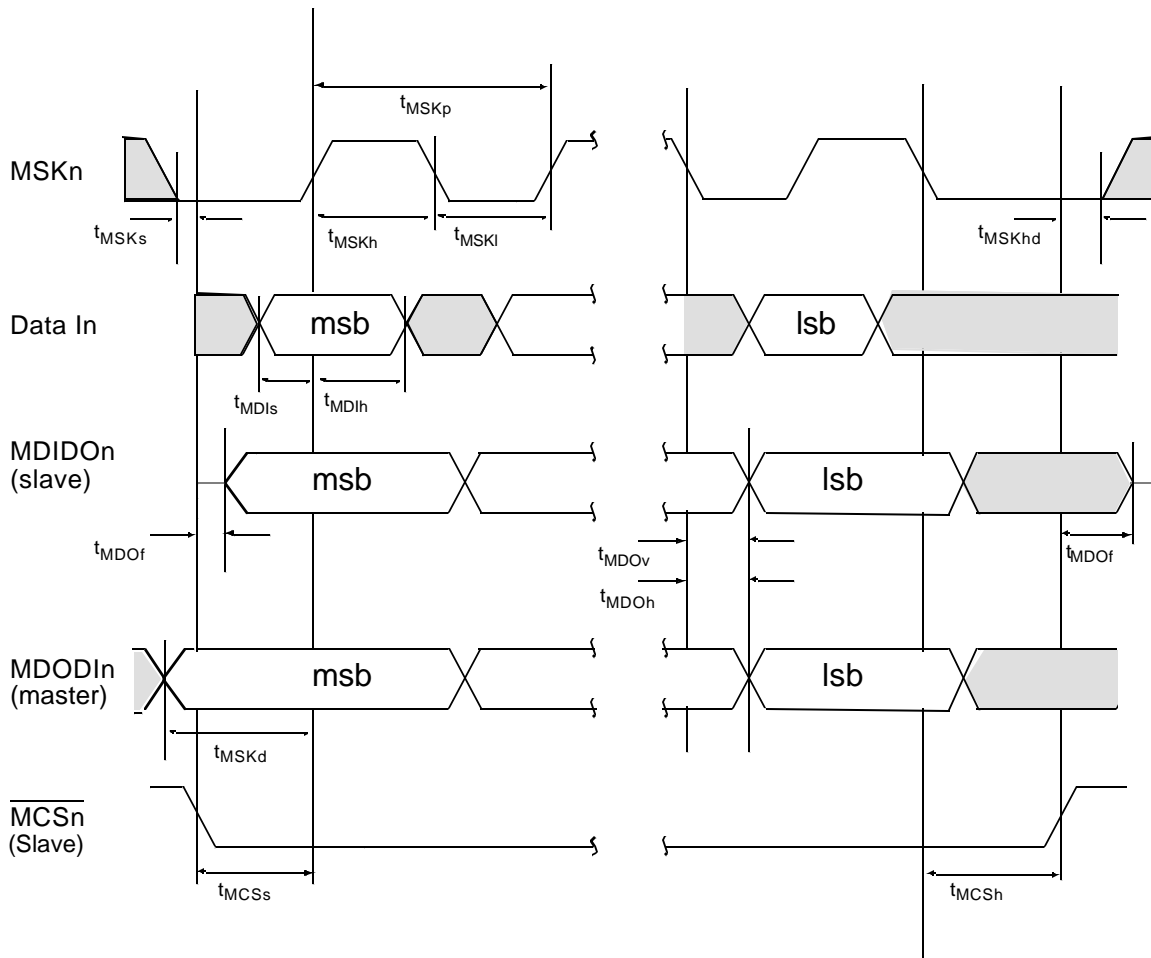 tMSKp
MSKn
tMSKs
tMSKh
tMSKl
tMSKhd
Data In
msb
lsb
tMDIs
tMDIh
MDIDOn
(slave)
msb
lsb
tMDOf
tMDOv
tMDOf
tMDOh
MDODIn
(master)
msb
lsb
tMSKd
MCSn
(Slave)
tMCSs
tMCSh